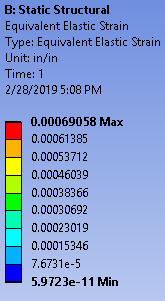 B: Static Structural
Equivalent Elastic Strain
Type: Equivalent Elastic Strain
Unit: in/in
Time: 1
2/28/2019 5:08 PM
0.00069058 Max
0.00061385
0.00053712
0.00046039
0.00038366
0.00030692
0.00023019
0.00015346
7.6731e-5
5.9723e-11 Min